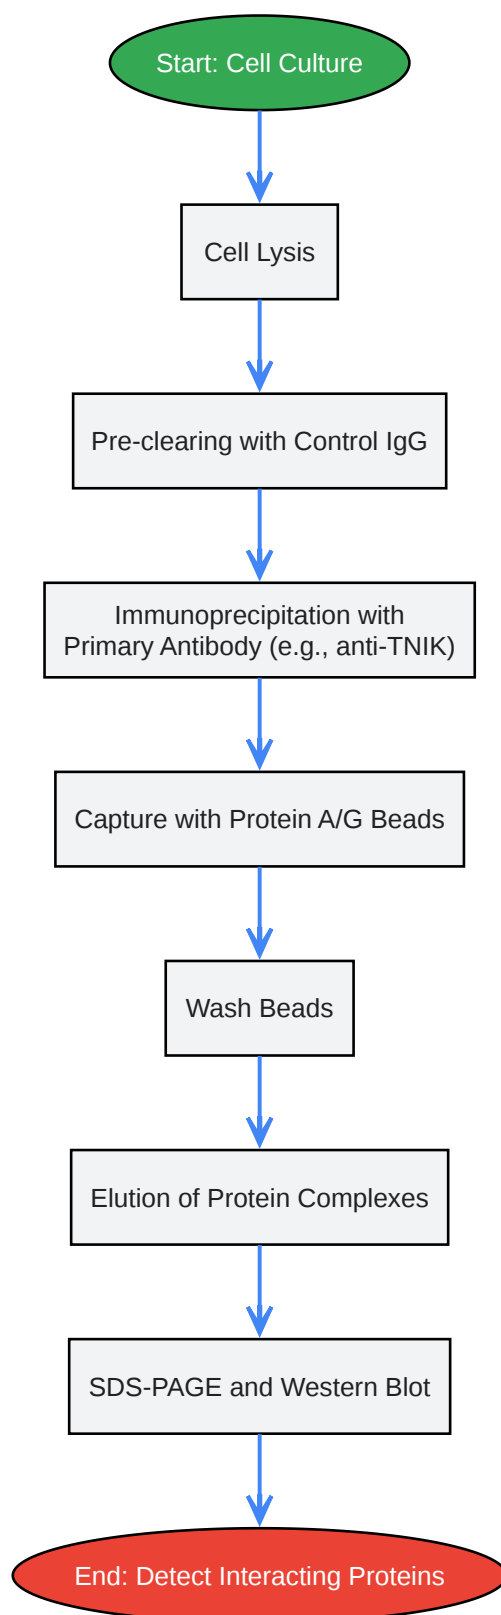 Start: Cell Culture
Cell Lysis
Pre-clearing with Control IgG
Immunoprecipitation with
Primary Antibody (e.g., anti-TNIK)
Capture with Protein A/G Beads
Wash Beads
Elution of Protein Complexes
SDS-PAGE and Western Blot
End: Detect Interacting Proteins